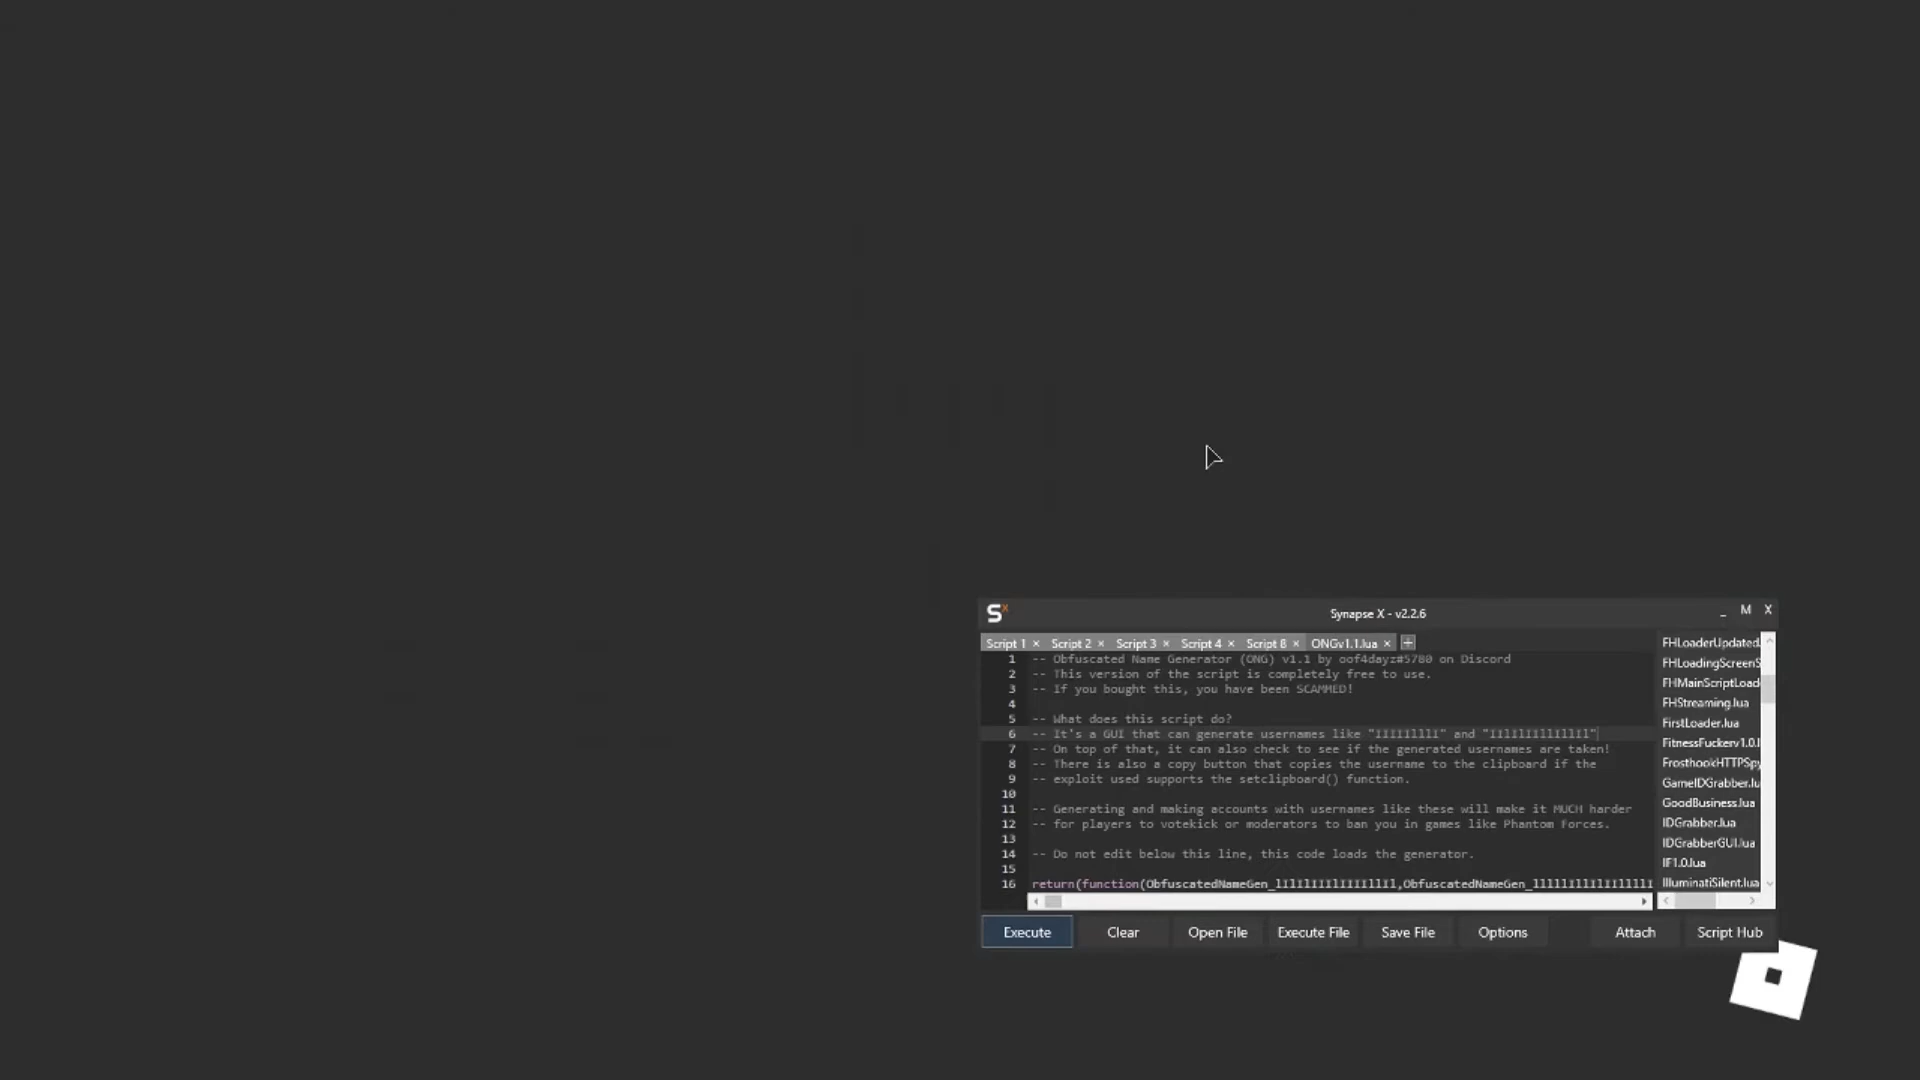 Synapse X - v2.2.6
_ M X
Script 1 × Script 2 × Script 3 × Script 4 × Script 8 × ONGv1.1.lua ×
1 -- Obfuscated Name Generator (ONG) v1.1 by oof4dayz#5780 on Discord
2 -- This version of the script is completely free to use.
3 -- If you bought this, you have been SCAMMED!
4
5 -- What does this script do?
6 -- It's a GUI that can generate usernames like and
7 -- On top of that, it can also check to see if the generated usernames are taken!
8 -- There is also a copy button that copies the username to the clipboard if the
9 -- exploit used supports the setclipboard() function.
10
11 -- Generating and making accounts with usernames like these will make it MUCH harder
12 -- for players to votekick or moderators to ban you in games like Phantom Forces.
13
14 -- Do not edit below this line, this code loads the generator.
15
16 return(function(
FHLoaderUpdated.
FHLoadingScreenS
FHMainScriptLoad
FHStreaming.lua
FirstLoader.lua
FitnessFuckerv1.0.l
FrosthookHTTPSpy
GameIDGrabber.lu
GoodBusiness.lua
IDGrabber.lua
IDGrabberGUI.lua
IF1.0.lua
IlluminatiSilent.lua
Execute Clear Open File Execute File Save File Options Attach Script Hub